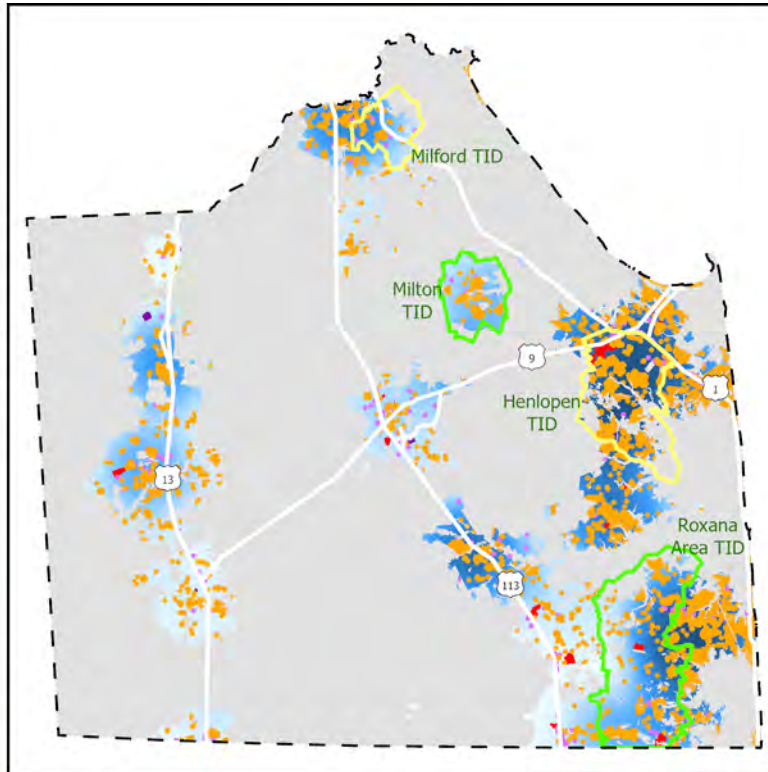 Milford TID
Milton
TID
9
1
Henlopen
TID
13
Roxana
Area TID
113